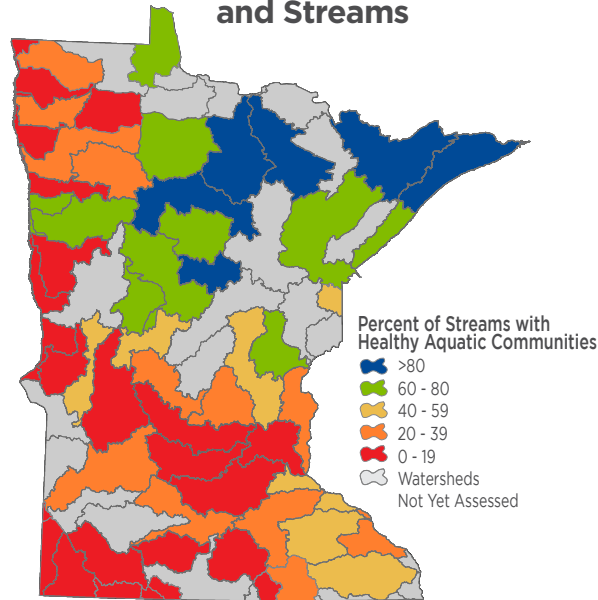 and Streams
Percent of Streams with
Healthy Aquatic Communities
>80
60 - 80
40 - 59
20 - 39
0 - 19
Watersheds
Not Yet Assessed